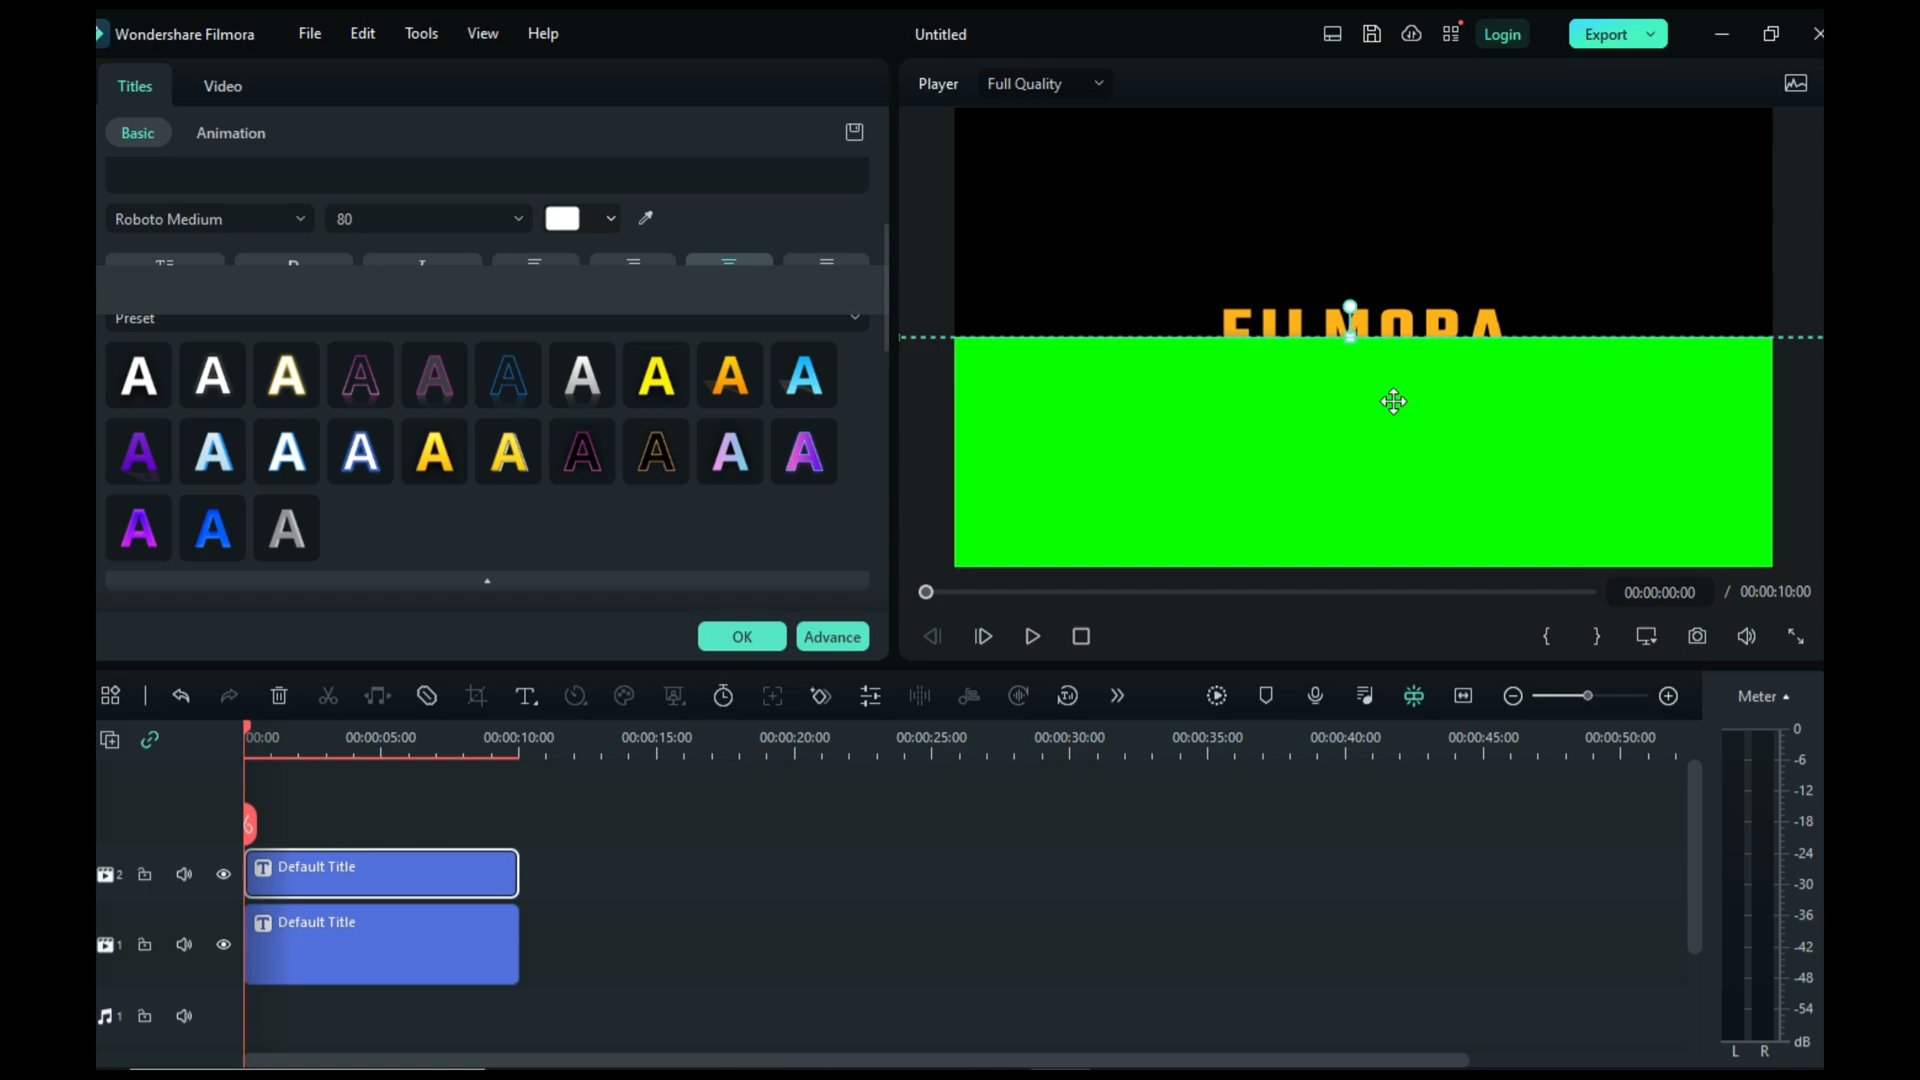 Wondershare Filmora File Edit Tools View Help Untitled Login Export
Titles Video Player Full Quality
Basic Animation
Roboto Medium 80
Preset
A A A A A A A A A A
A A A A A A A A A A
A A A
FILMORA
OK Advance
00:00:00:00 / 00:00:10:00
Meter
00:00 00:00:05:00 00:00:10:00 00:00:15:00 00:00:20:00 00:00:25:00 00:00:30:00 00:00:35:00 00:00:40:00 00:00:45:00 00:00:50:00
2 Default Title
1 Default Title
1
0
-6
-12
-18
-24
-30
-36
-42
-48
-54
dB
L R